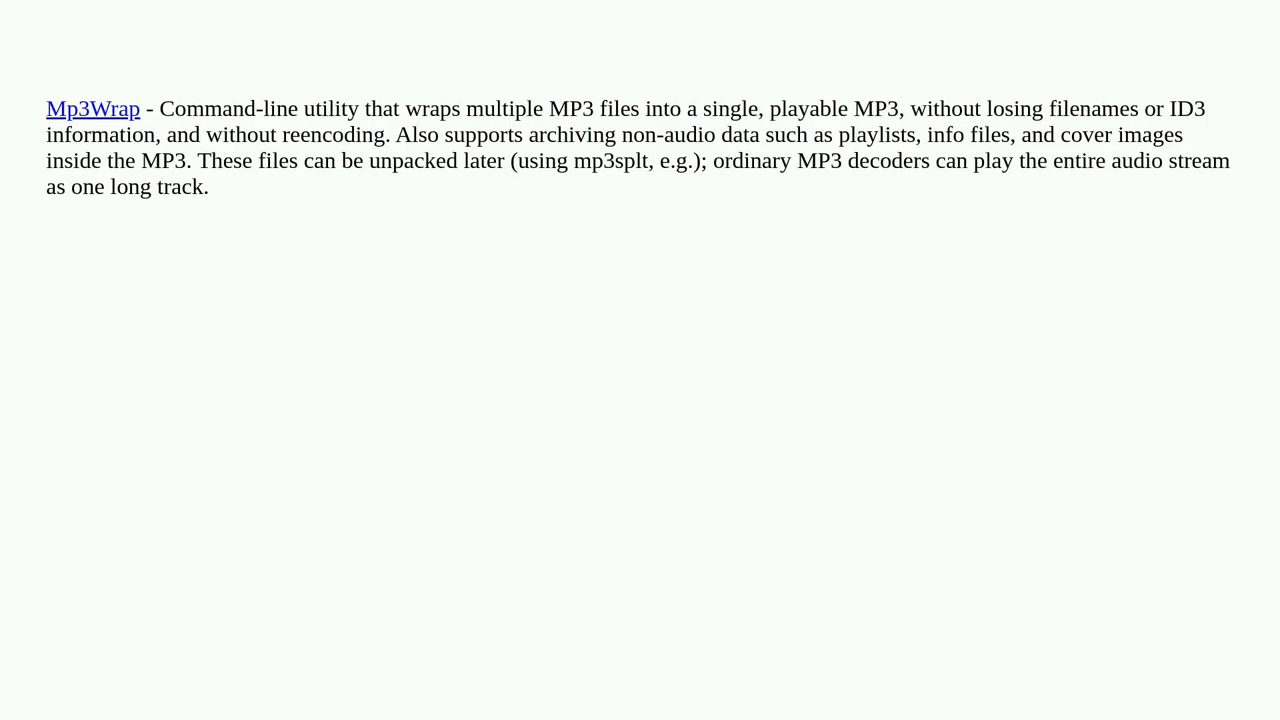 Mp3Wrap - Command-line utility that wraps multiple MP3 files into a single, playable MP3, without losing filenames or ID3
information, and without reencoding. Also supports archiving non-audio data such as playlists, info files, and cover images
inside the MP3. These files can be unpacked later (using mp3splt, e.g.); ordinary MP3 decoders can play the entire audio stream
as one long track.